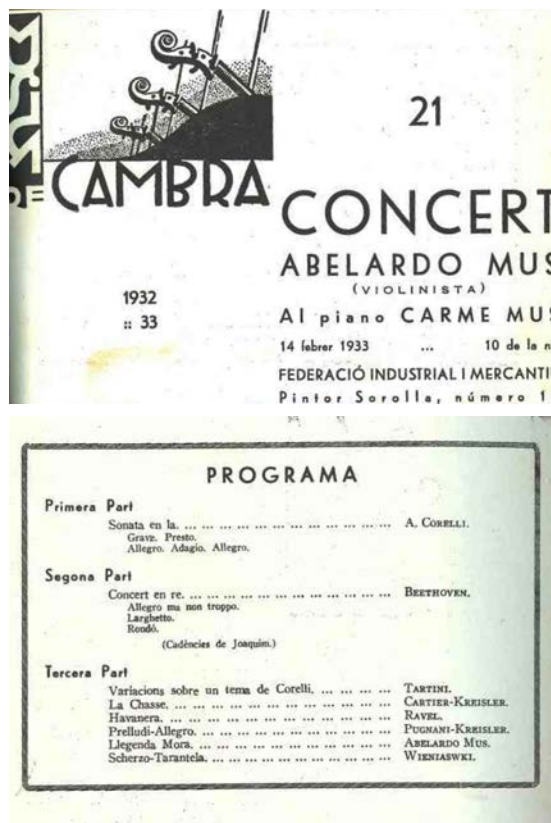 CAMBRA
21
CONCERT
ABELARDO MUS
(VIOLINISTA)
1932
:: 33
Al piano CARME MUS
14 febrer 1933 ... 10 de la n
FEDERACIÓ INDUSTRIAL I MERCANTI
Pintor Sorolla, número 1
PROGRAMA
Primera Part
Sonata en la. ... ... ... ... ... ... ... ... ... ... ... A. CORELLI.
Grave. Presto.
Allegro. Adagio. Allegro.
Segona Part
Concert en re. ... ... ... ... ... ... ... ... ... ... ... BEETHOVEN.
Allegro ma non troppo.
Larghetto.
Rondó.
(Cadències de Joaquim.)
Tercera Part
Variacions sobre un tema de Corelli. ... ... ... ... TARTINI.
La Chasse. ... ... ... ... ... ... ... ... ... ... ... CARTIER-KREISLER.
Havanera. ... ... ... ... ... ... ... ... ... ... ... RAVEL.
Prelludi-Allegro. ... ... ... ... ... ... ... ... ... ... PUGNANI-KREISLER.
Llegenda Mora. ... ... ... ... ... ... ... ... ... ... ABELARDO MUS.
Scherzo-Tarantela. ... ... ... ... ... ... ... ... ... WIENIASWKI.